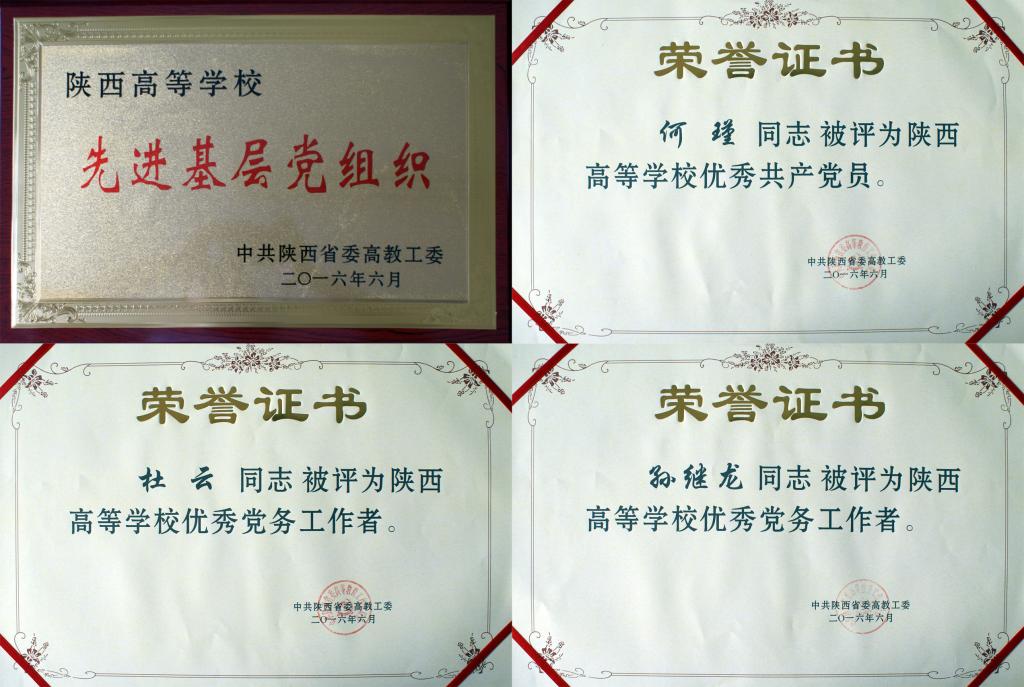 陕西高等学校
先进基层党组织
中共陕西省委高教工委
二〇一六年六月
荣誉证书
何瑾 同志 被评为陕西
高等学校优秀共产党员。
中共陕西省委高教工委
二〇一六年六月
荣誉证书
杜云 同志 被评为陕西
高等学校优秀党务工作者。
中共陕西省委高教工委
二〇一六年六月
荣誉证书
孙继龙 同志 被评为陕西
高等学校优秀党务工作者。
中共陕西省委高教工委
二〇一六年六月